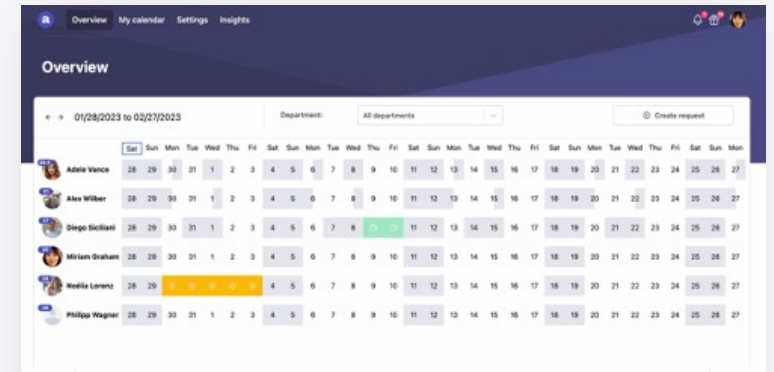 a Overview My calendar Settings Insights
Overview
← → 01/28/2023 to 02/27/2023 Department: All departments Create request
Sat Sun Mon Tue Wed Thu Fri Sat Sun Mon Tue Wed Thu Fri Sat Sun Mon Tue Wed Thu Fri Sat Sun Mon Tue Wed Thu Fri Sat Sun Mon
Adele Vance 28 29 30 31 1 2 3 4 5 6 7 8 9 10 11 12 13 14 15 16 17 18 19 20 21 22 23 24 25 26 27
Alex Wilber 28 29 30 31 1 2 3 4 5 6 7 8 9 10 11 12 13 14 15 16 17 18 19 20 21 22 23 24 25 26 27
Diego Siciliani 28 29 30 31 1 2 3 4 5 6 7 8 11 12 13 14 15 16 17 18 19 20 21 22 23 24 25 26 27
Miriam Graham 28 29 30 31 1 2 3 4 5 6 7 8 9 10 11 12 13 14 15 16 17 18 19 20 21 22 23 24 25 26 27
Noélia Lorenz 28 29 4 5 6 7 8 9 10 11 12 13 14 15 16 17 18 19 20 21 22 23 24 25 26 27
Philipp Wagner 28 29 30 31 1 2 3 4 5 6 7 8 9 10 11 12 13 14 15 16 17 18 19 20 21 22 23 24 25 26 27